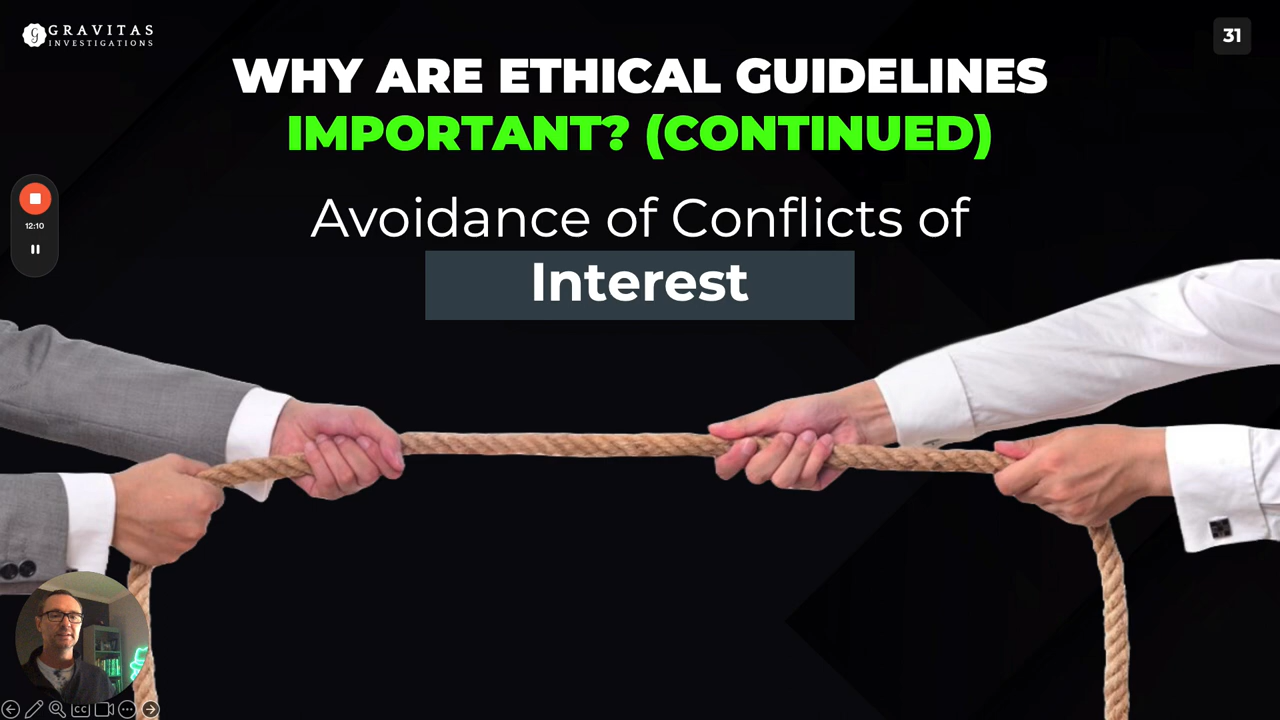 GRAVITAS
INVESTIGATIONS
31
WHY ARE ETHICAL GUIDELINES
IMPORTANT? (CONTINUED)
Avoidance of Conflicts of
Interest
12:10
CC